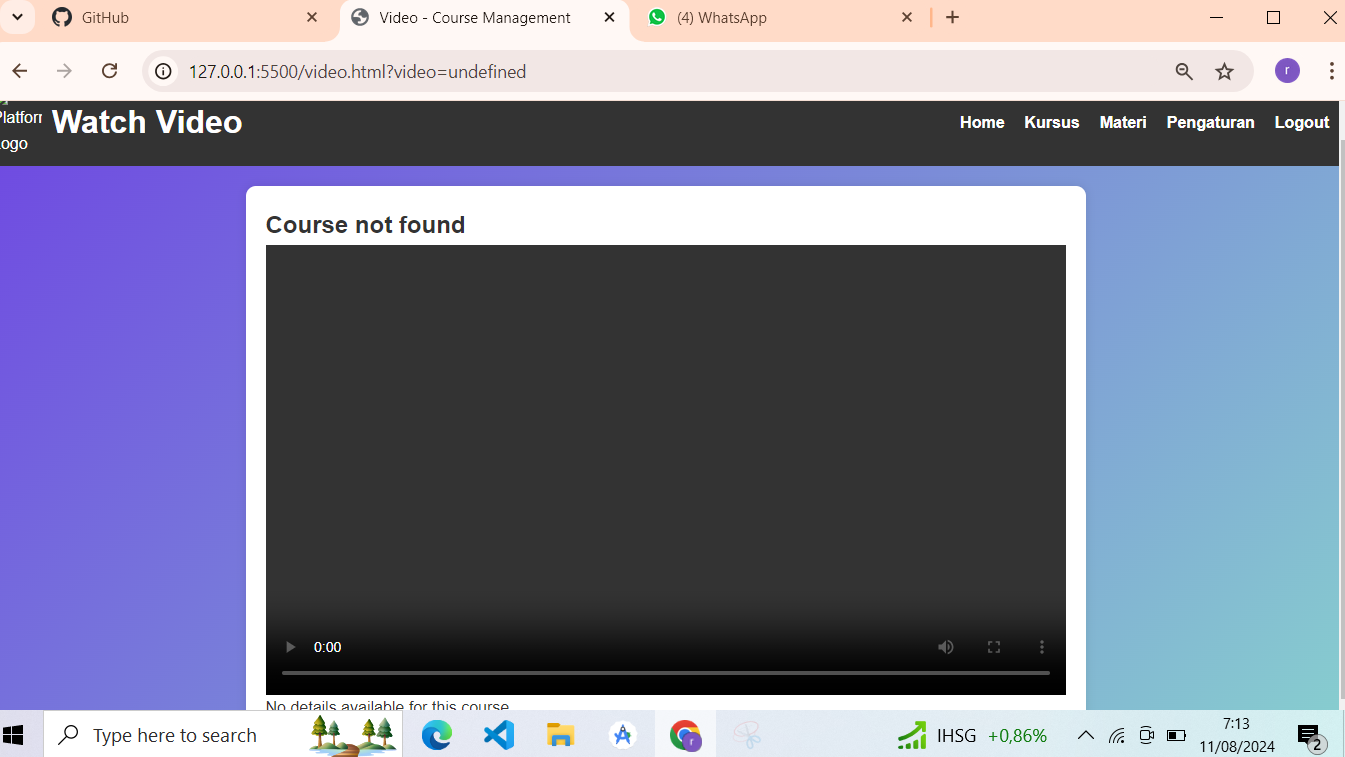 GitHub
Video - Course Management
(4) WhatsApp
127.0.0.1:5500/video.html?video=undefined
r
Platform
Logo
Watch Video
Home Kursus Materi Pengaturan Logout
Course not found
0:00
No details available for this course
Type here to search
r
IHSG +0,86%
7:13
11/08/2024
2